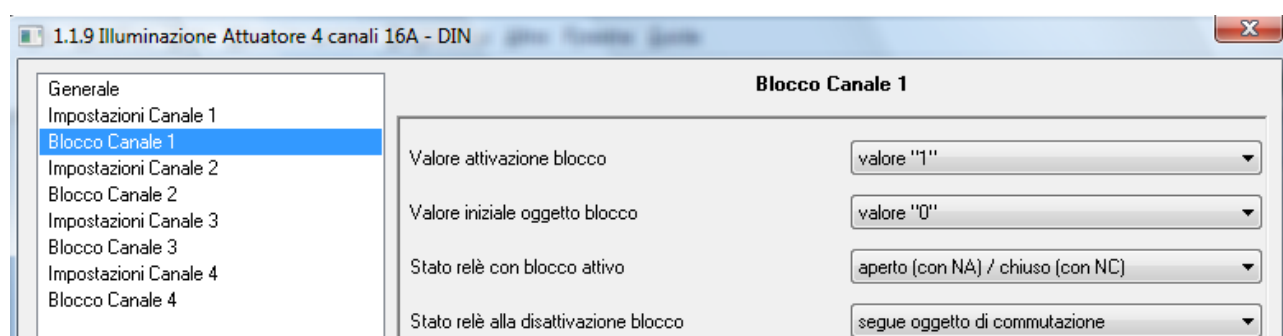 1.1.9 Illuminazione Attuatore 4 canali 16A - DIN
Generale
Impostazioni Canale 1
Blocco Canale 1
Impostazioni Canale 2
Blocco Canale 2
Impostazioni Canale 3
Blocco Canale 3
Impostazioni Canale 4
Blocco Canale 4
Blocco Canale 1
Valore attivazione blocco
valore "1"
Valore iniziale oggetto blocco
valore "0"
Stato relè con blocco attivo
aperto (con NA) / chiuso (con NC)
Stato relè alla disattivazione blocco
segue oggetto di commutazione